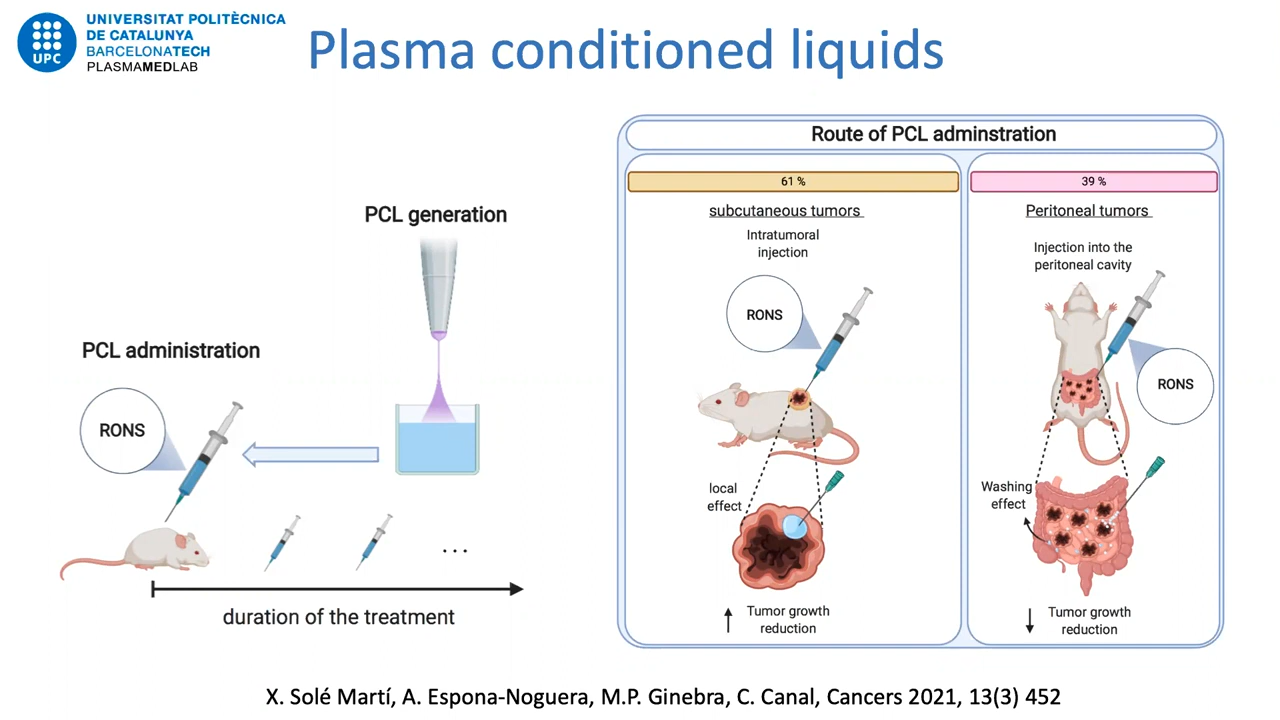 UNIVERSITAT POLITÈCNICA
DE CATALUNYA
BARCELONATECH
PLASMAMEDLAB
UPC
Plasma conditioned liquids
PCL generation
PCL administration
RONS
...
duration of the treatment
Route of PCL adminstration
61 %
subcutaneous tumors
Intratumoral
injection
RONS
local
effect
Tumor growth
reduction
39 %
Peritoneal tumors
Injection into the
peritoneal cavity
RONS
Washing
effect
Tumor growth
reduction
X. Solé Martí, A. Espona-Noguera, M.P. Ginebra, C. Canal, Cancers 2021, 13(3) 452